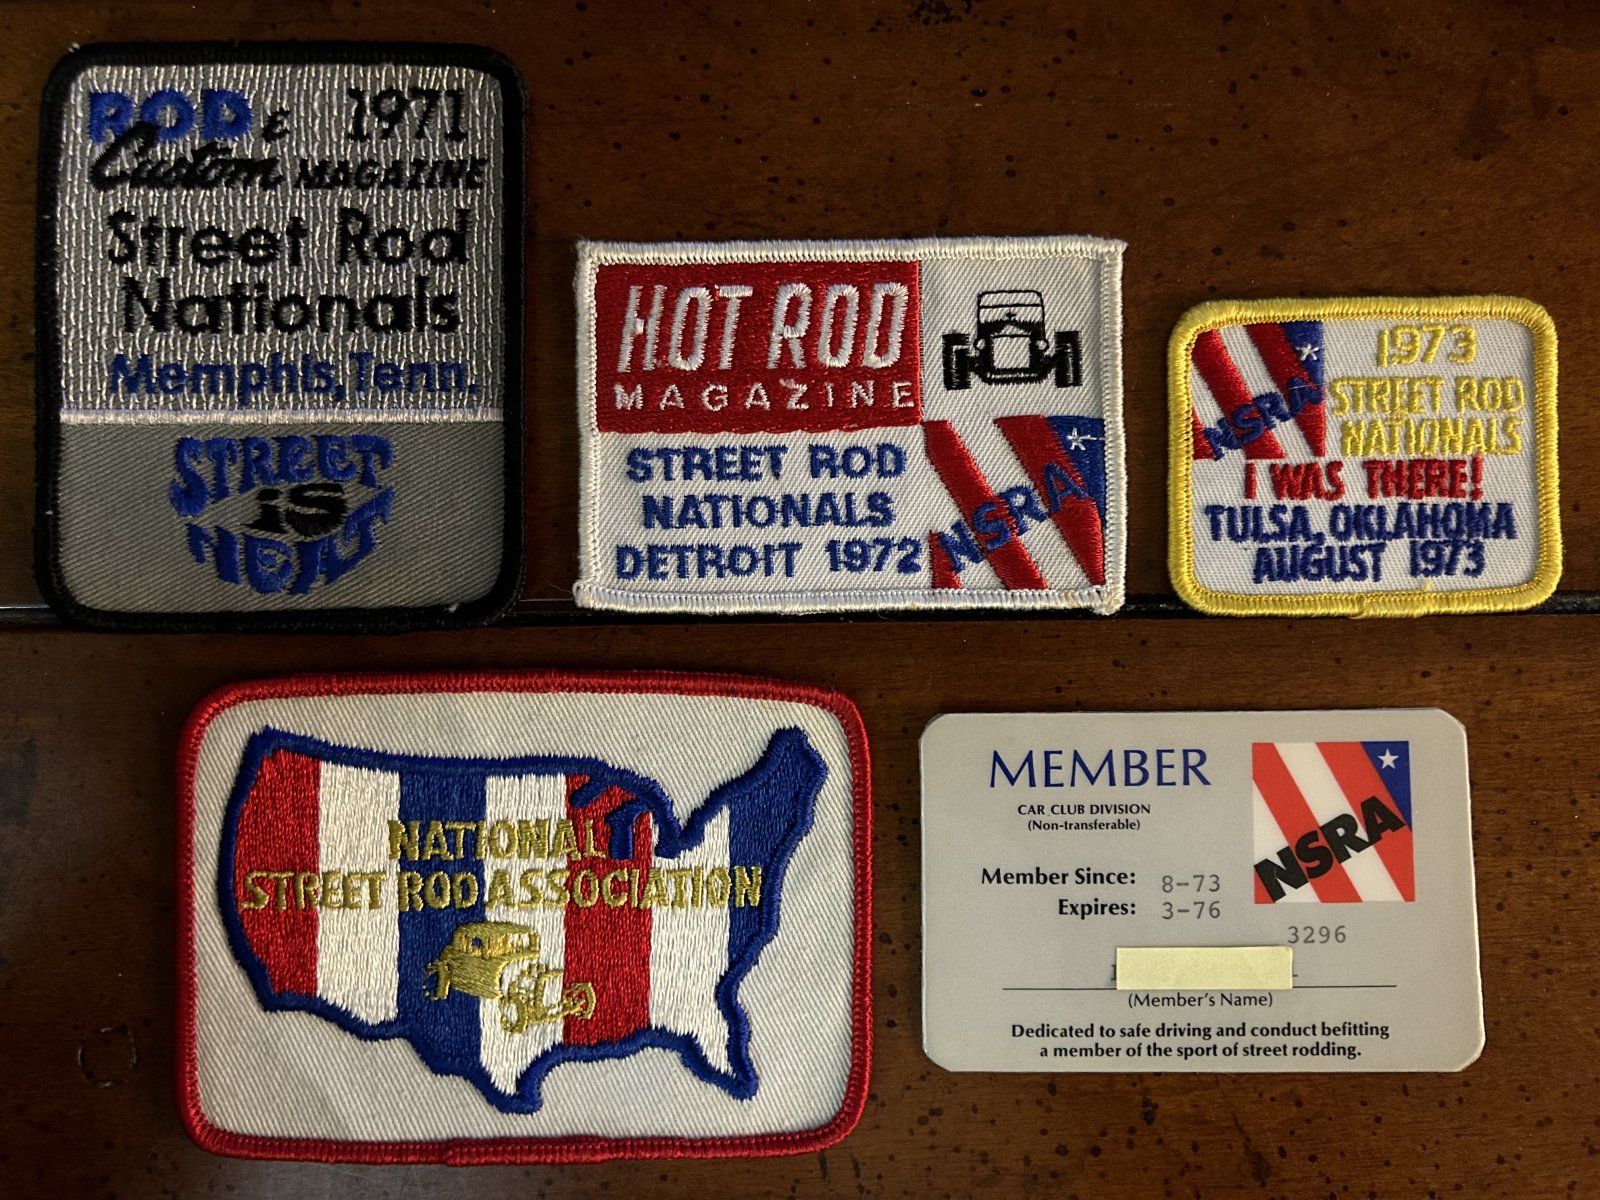 ROD & 1971
Custom MAGAZINE
Street Rod
Nationals
Memphis, Tenn.
STREET
is
NEAT
HOT ROD
MAGAZINE
STREET ROD
NATIONALS
DETROIT 1972
NSRA
1973
STREET ROD
NATIONALS
NSRA
I WAS THERE!
TULSA, OKLAHOMA
AUGUST 1973
NATIONAL
STREET ROD ASSOCIATION
MEMBER
CAR CLUB DIVISION
(Non-transferable)
NSRA
Member Since: 8-73
Expires: 3-76
3296
(Member's Name)
Dedicated to safe driving and conduct befitting
a member of the sport of street rodding.